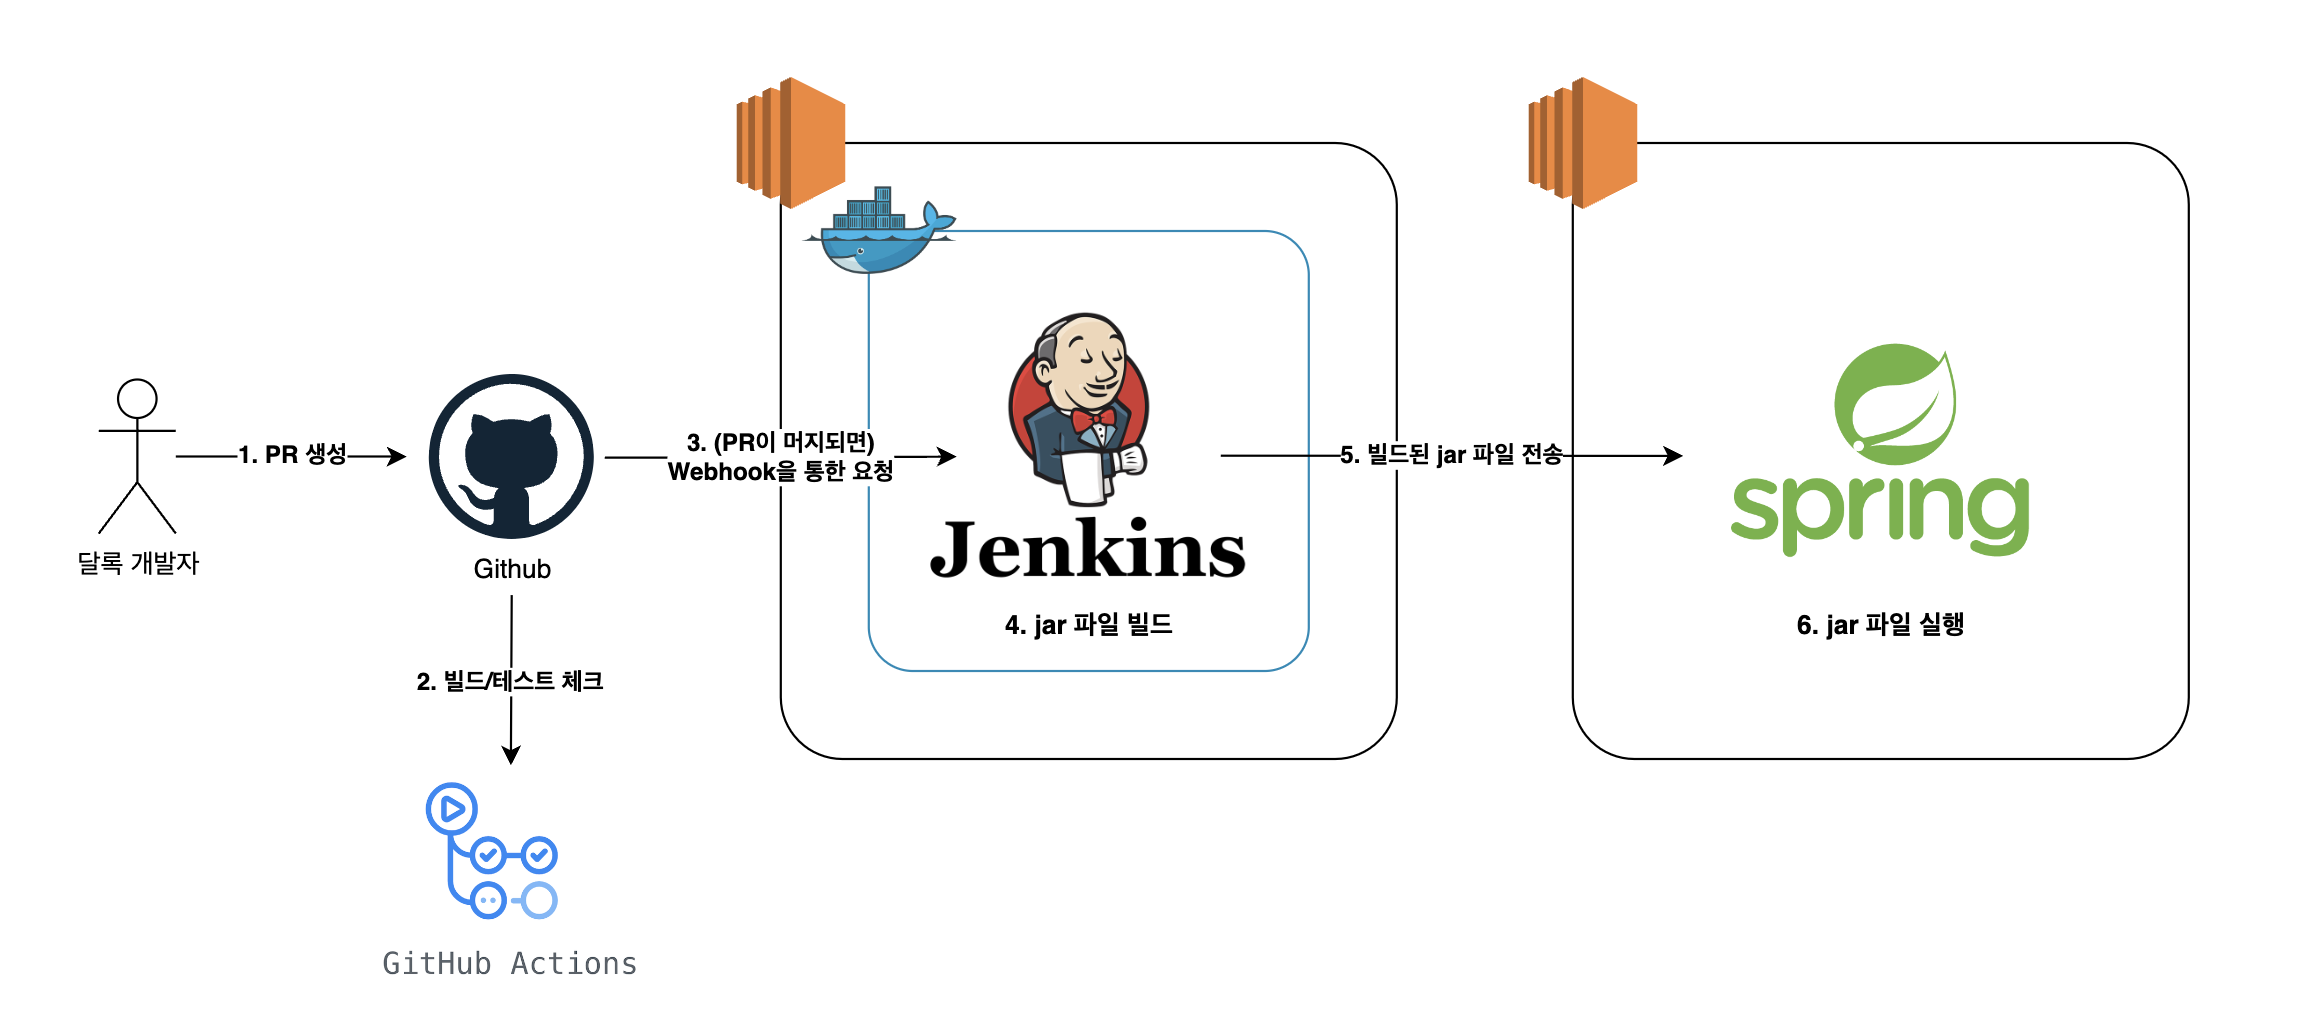 달록 개발자
1. PR 생성
Github
2. 빌드/테스트 체크
GitHub Actions
3. (PR이 머지되면)
Webhook을 통한 요청
Jenkins
4. jar 파일 빌드
5. 빌드된 jar 파일 전송
spring
6. jar 파일 실행